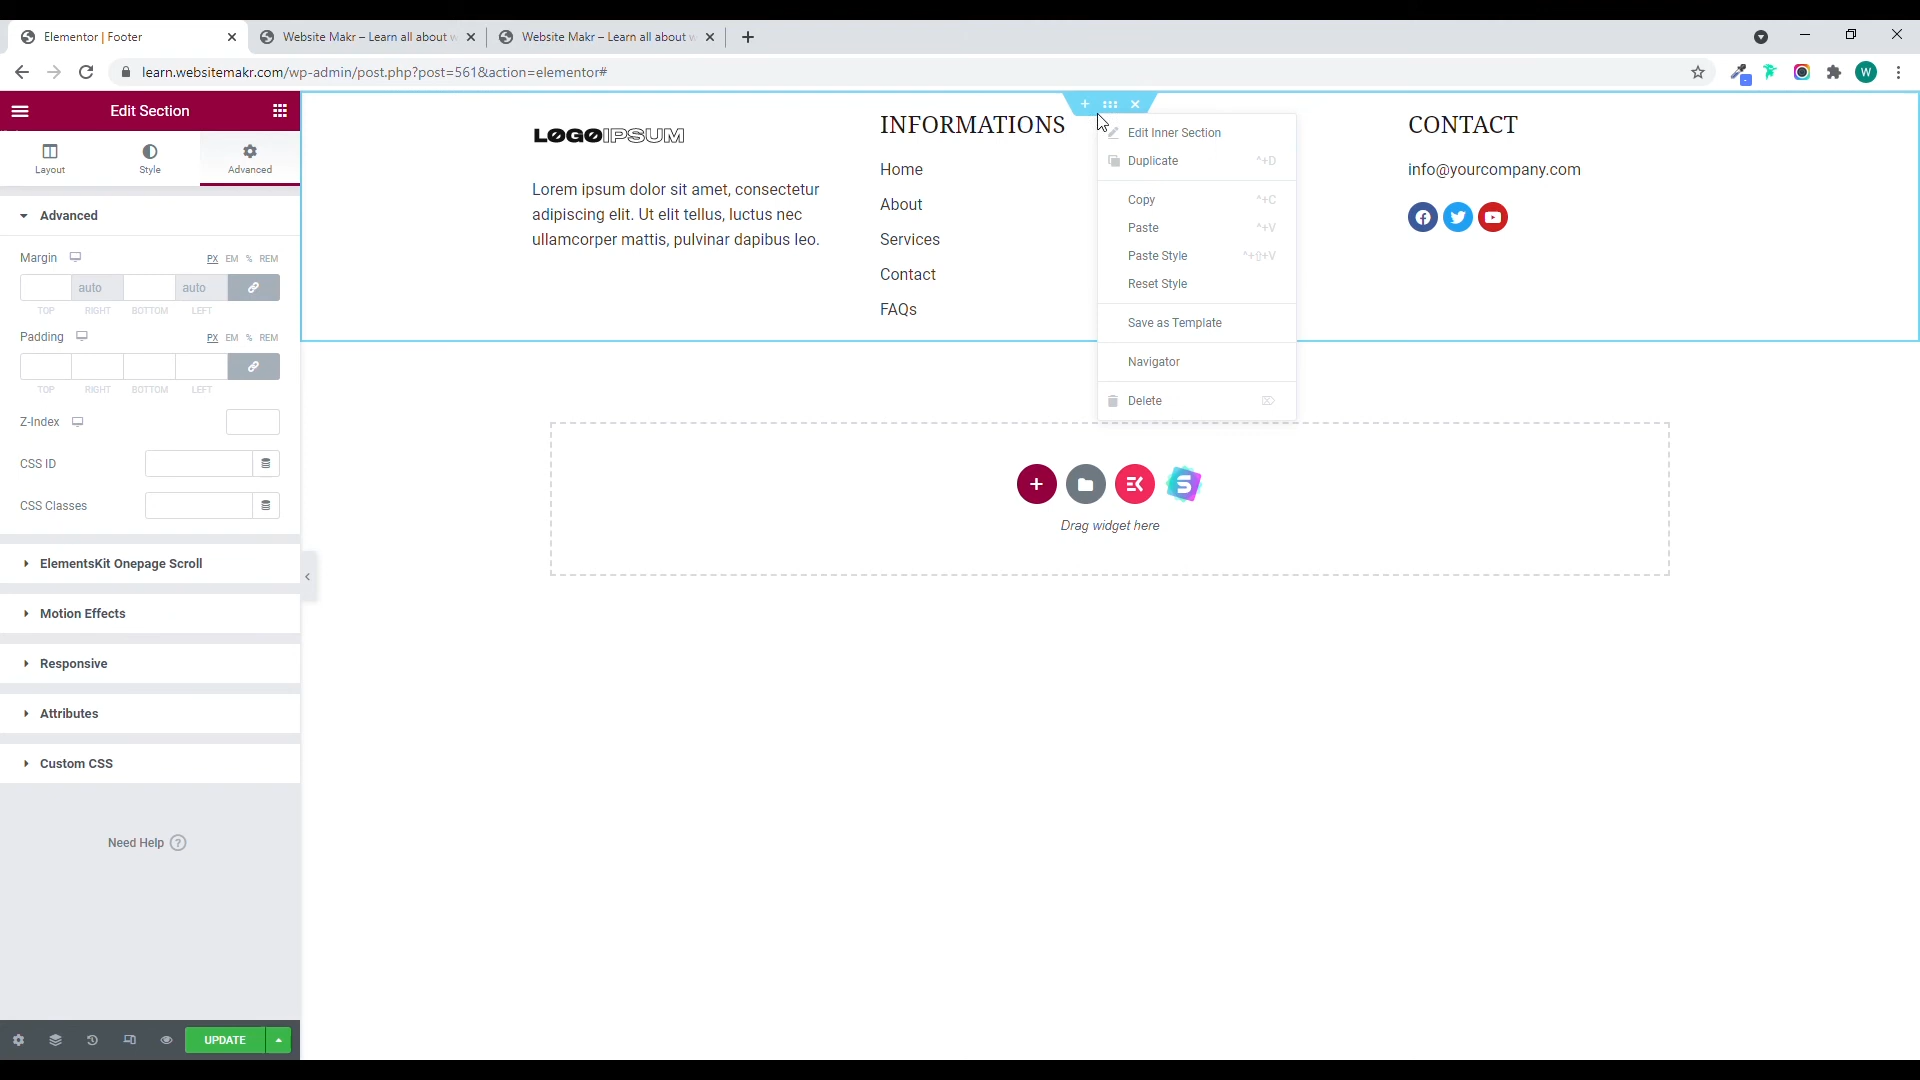 Elementor | Footer
Website Makr – Learn all about w
Website Makr – Learn all about w
learn.websitemakr.com/wp-admin/post.php?post=561&action=elementor#
W
Edit Section
Layout
Style
Advanced
Advanced
Margin
PX EM % REM
auto
auto
TOP RIGHT BOTTOM LEFT
Padding
PX EM % REM
TOP RIGHT BOTTOM LEFT
Z-Index
CSS ID
CSS Classes
ElementsKit Onepage Scroll
Motion Effects
Responsive
Attributes
Custom CSS
Need Help ?
UPDATE
LOGOIPSUM
Lorem ipsum dolor sit amet, consectetur
adipiscing elit. Ut elit tellus, luctus nec
ullamcorper mattis, pulvinar dapibus leo.
INFORMATIONS
Home
About
Services
Contact
FAQs
Edit Inner Section
Duplicate ^+D
Copy ^+C
Paste ^+V
Paste Style ^+⇧+V
Reset Style
Save as Template
Navigator
Delete ⌦
CONTACT
info@yourcompany.com
Drag widget here